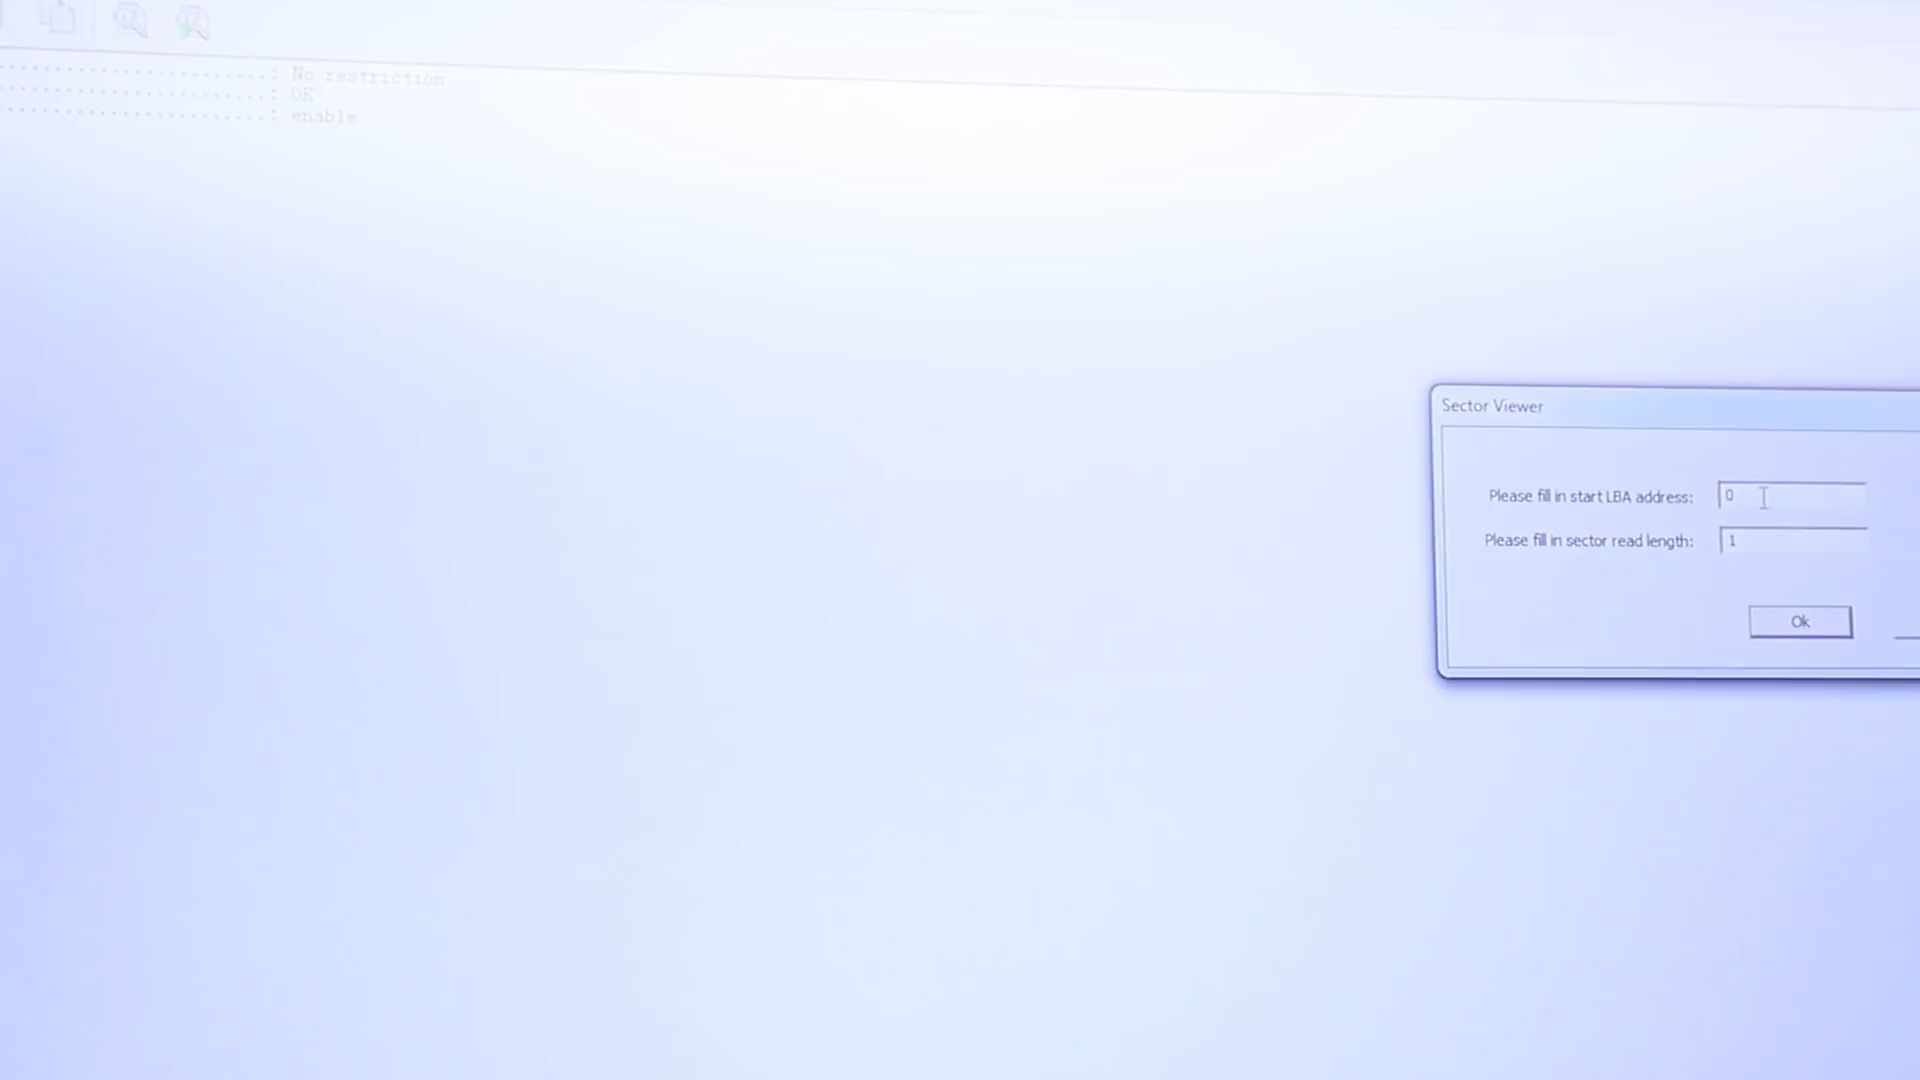 ........................: No restriction
........................: OK
........................: enable
Sector Viewer
Please fill in start LBA address: 0
Please fill in sector read length: 1
Ok